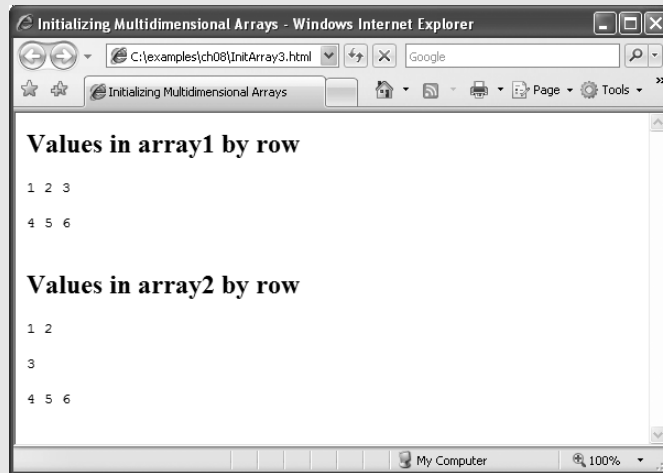 Initializing Multidimensional Arrays - Windows Internet Explorer
C:\examples\ch08\InitArray3.html
Google
Initializing Multidimensional Arrays
Page
Tools
»
Values in array1 by row
1 2 3
4 5 6
Values in array2 by row
1 2
3
4 5 6
My Computer
100%